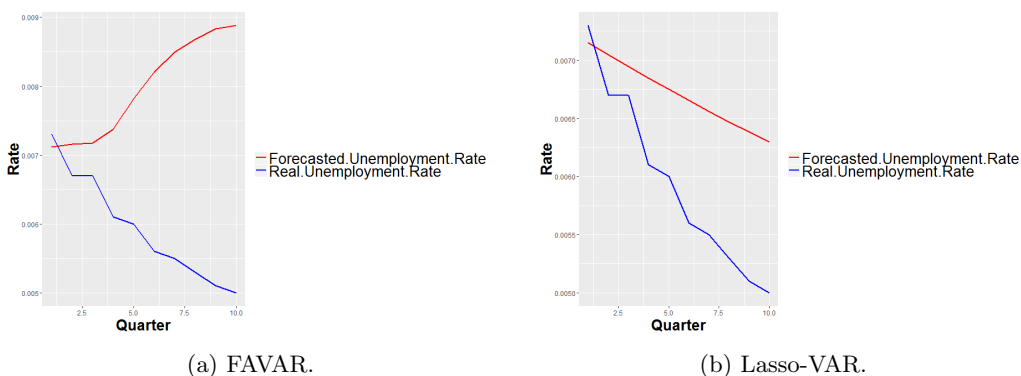 0.009
0.008
0.007
0.006
0.005
Rate
2.5 5.0 7.5 10.0
Quarter
Forecasted.Unemployment.Rate
Real.Unemployment.Rate
(a) FAVAR.
0.0070
0.0065
0.0060
0.0055
0.0050
Rate
2.5 5.0 7.5 10.0
Quarter
Forecasted.Unemployment.Rate
Real.Unemployment.Rate
(b) Lasso-VAR.